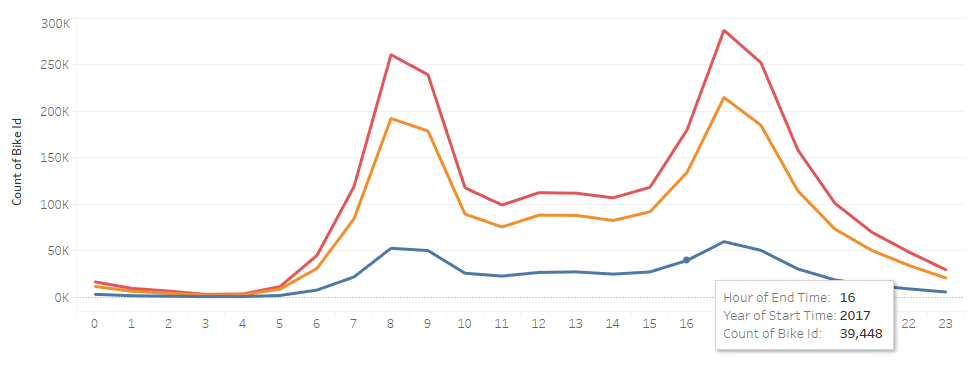 300K
250K
200K
150K
100K
50K
0K
Count of Bike Id
0 1 2 3 4 5 6 7 8 9 10 11 12 13 14 15 16 22 23
Hour of End Time: 16
Year of Start Time: 2017
Count of Bike Id: 39,448